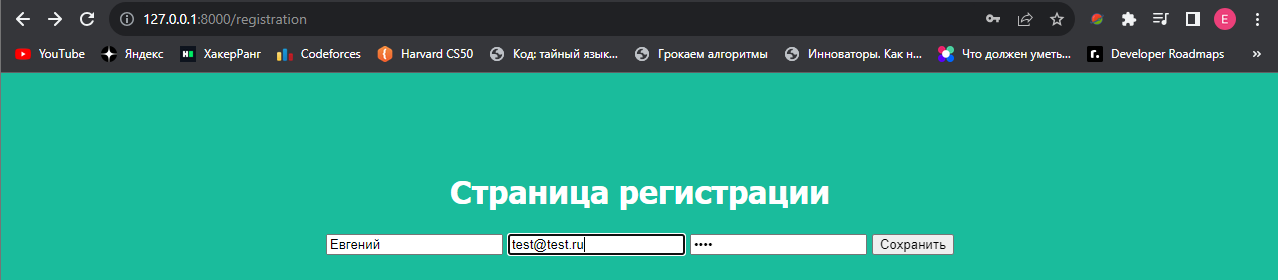 127.0.0.1:8000/registration
E
YouTube Яндекс HR ХакерРанг Codeforces Harvard CS50 Код: тайный язык... Грокаем алгоритмы Инноваторы. Как н... Что должен уметь... r. Developer Roadmaps »
Страница регистрации
Евгений test@test.ru •••• Сохранить